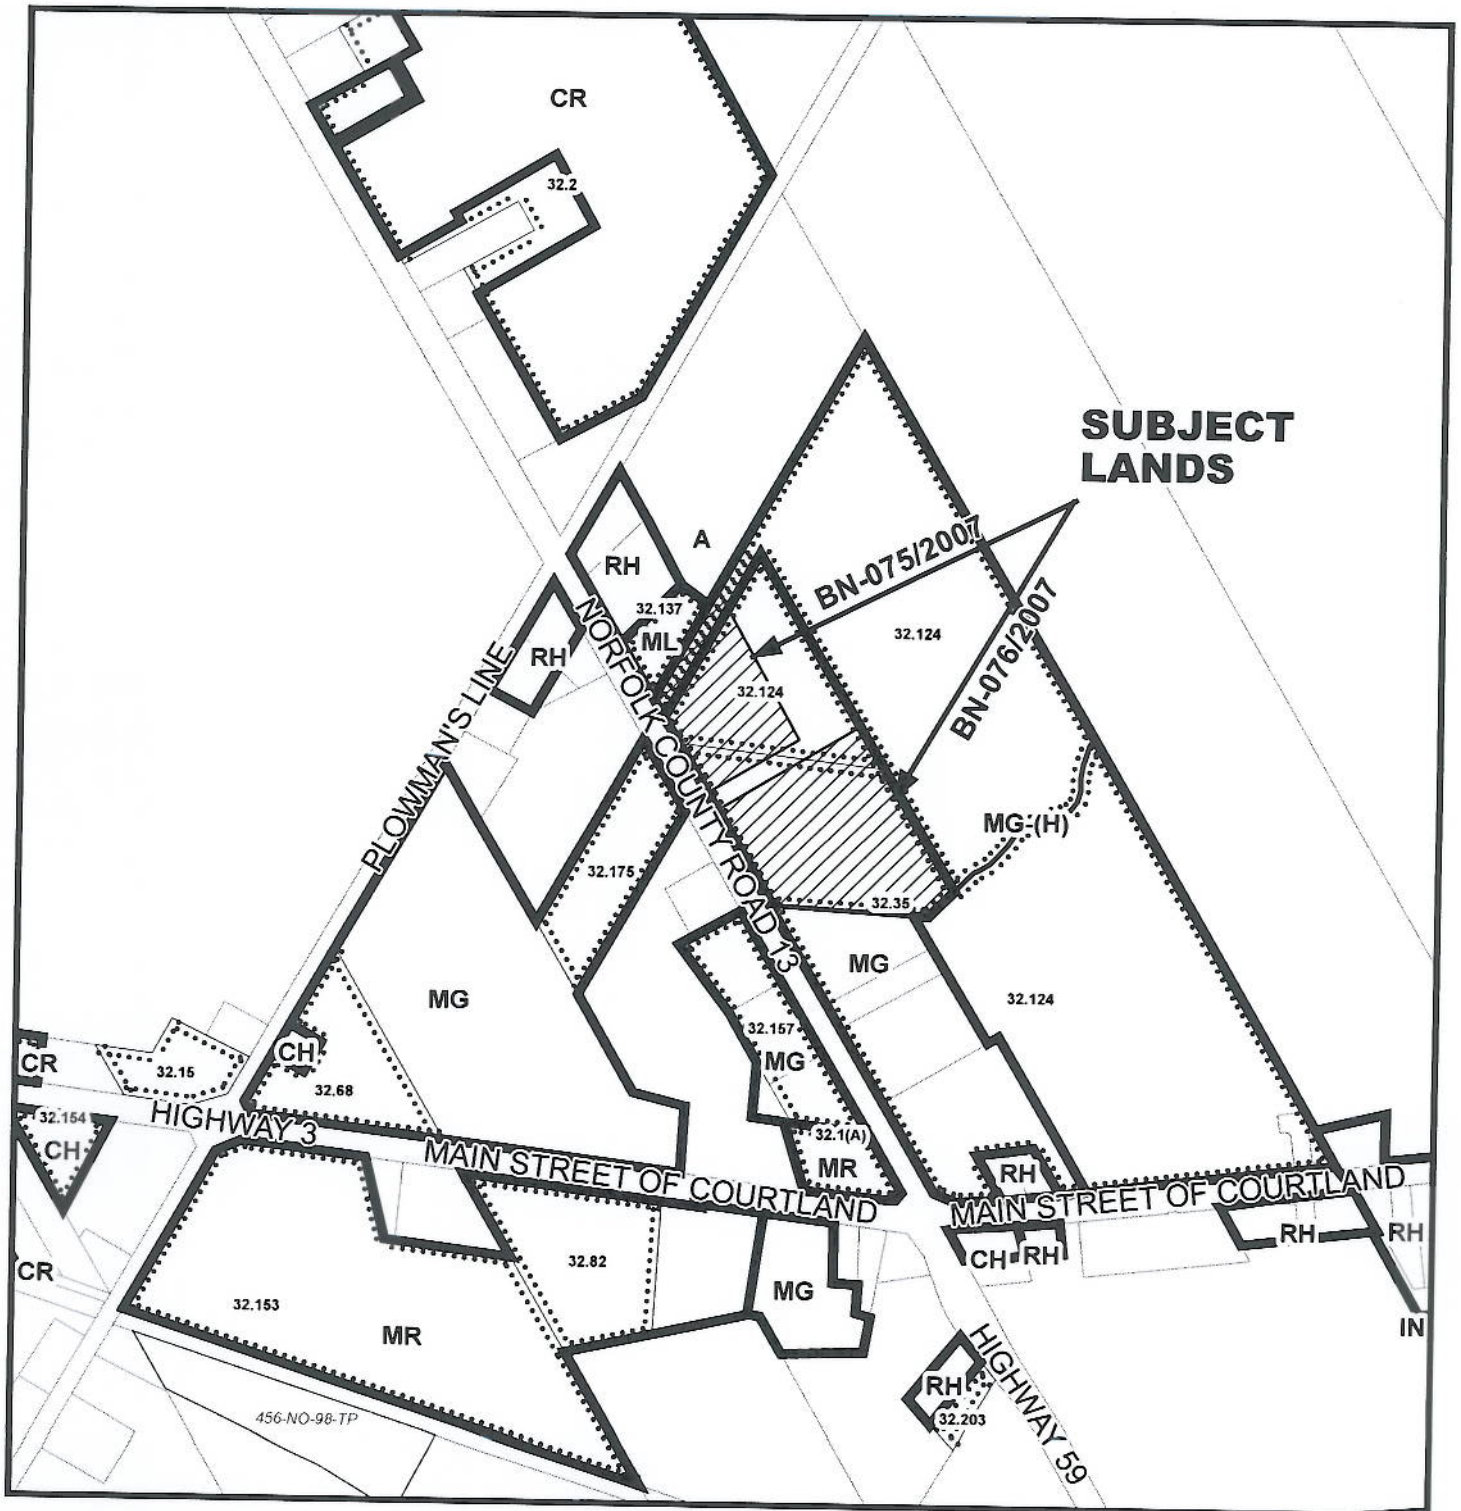 CR
32.2
SUBJECT
LANDS
A
BN-075/2007
RH
32.137
ML
BN-076/2007
32.124
RH
NORFOLK COUNTY ROAD 13
32.124
PLOWMAN'S LINE
MG-(H)
32.175
32.35
MG
MG
32.124
32.157
MG
CR
32.15
CH
32.68
32.154
CH
HIGHWAY 3
32.1(A)
MR
MAIN STREET OF COURTLAND
RH
MAIN STREET OF COURTLAND
RH
RH
CH
RH
CR
32.82
MG
32.153
MR
IN
HIGHWAY 59
RH
32.203
456-NO-98-TP